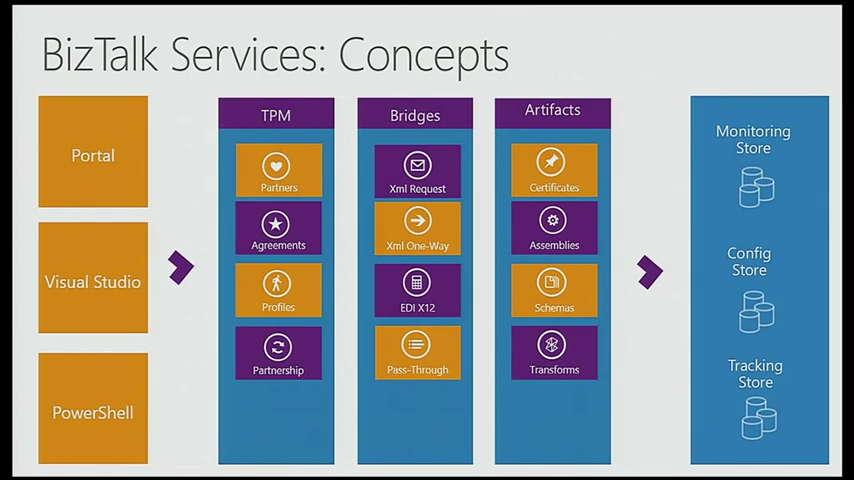 BizTalk Services: Concepts
Portal
Visual Studio
PowerShell
TPM
Partners
Agreements
Profiles
Partnership
Bridges
Xml Request
Xml One-Way
EDI X12
Pass-Through
Artifacts
Certificates
Assemblies
Schemas
Transforms
Monitoring
Store
Config
Store
Tracking
Store